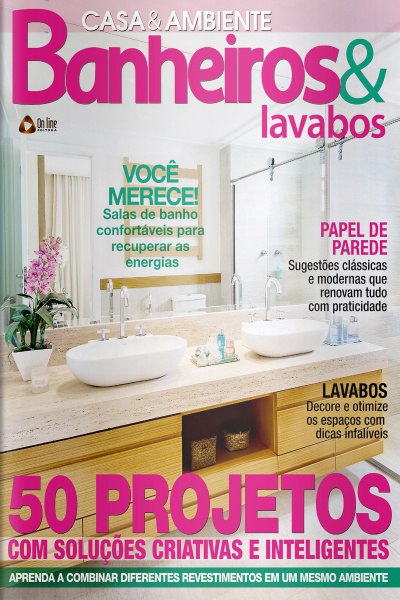 CASA&AMBIENTE
Banheiros&
lavabos
On line
EDITORA
VOCÊ
MERECE!
Salas de banho
confortáveis para
recuperar as
energias
PAPEL DE
PAREDE
Sugestões clássicas
e modernas que
renovam tudo
com praticidade
LAVABOS
Decore e otimize
os espaços com
dicas infalíveis
50 PROJETOS
COM SOLUÇÕES CRIATIVAS E INTELIGENTES
APRENDA A COMBINAR DIFERENTES REVESTIMENTOS EM UM MESMO AMBIENTE